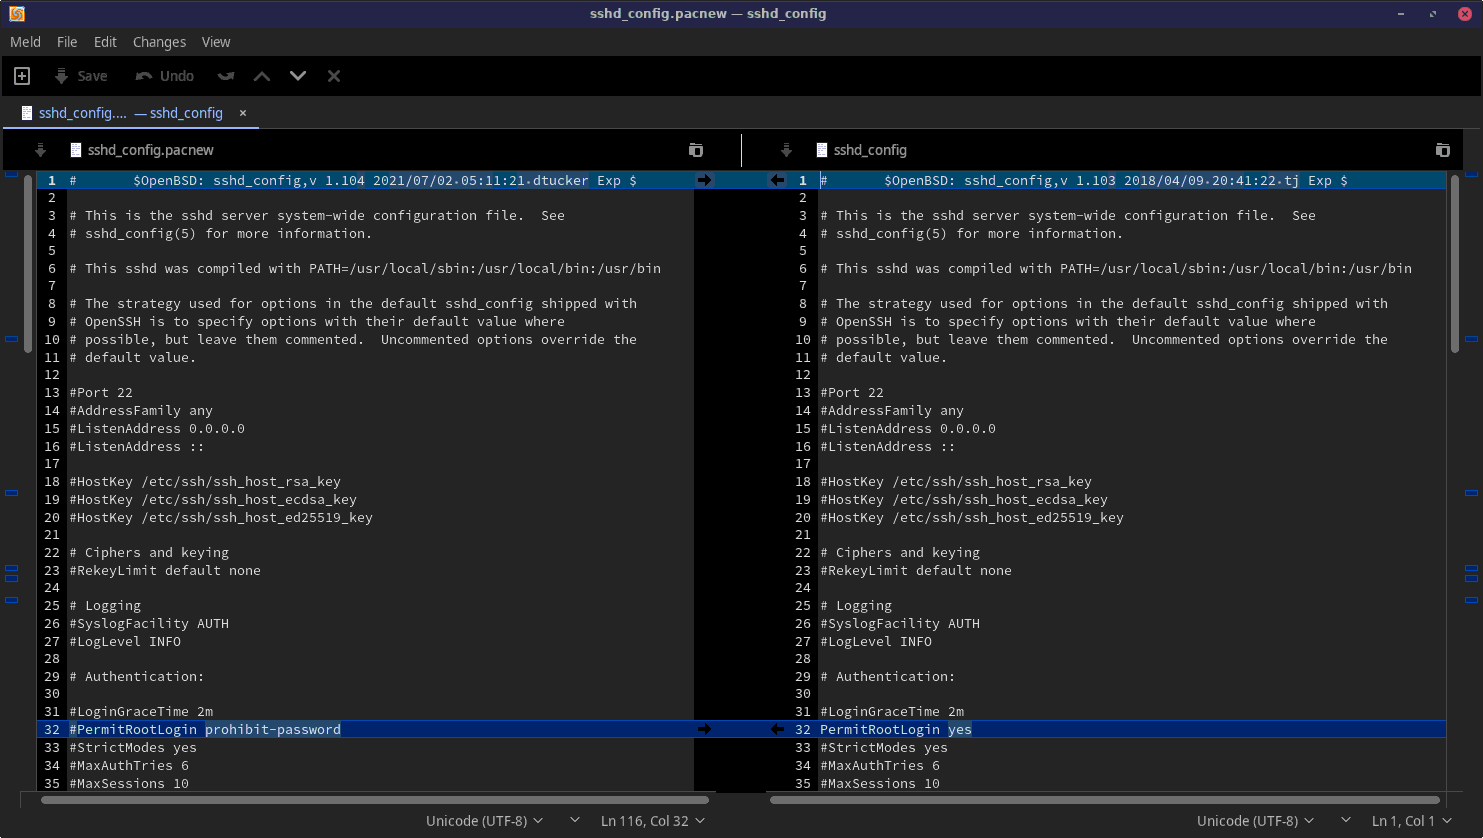 sshd_config.pacnew — sshd_config
Meld File Edit Changes View
Save Undo
sshd_config.... — sshd_config ×
sshd_config.pacnew
1 #       $OpenBSD: sshd_config,v 1.104 2021/07/02 05:11:21 dtucker Exp $
2
3 # This is the sshd server system-wide configuration file.  See
4 # sshd_config(5) for more information.
5
6 # This sshd was compiled with PATH=/usr/local/sbin:/usr/local/bin:/usr/bin
7
8 # The strategy used for options in the default sshd_config shipped with
9 # OpenSSH is to specify options with their default value where
10 # possible, but leave them commented.  Uncommented options override the
11 # default value.
12
13 #Port 22
14 #AddressFamily any
15 #ListenAddress 0.0.0.0
16 #ListenAddress ::
17
18 #HostKey /etc/ssh/ssh_host_rsa_key
19 #HostKey /etc/ssh/ssh_host_ecdsa_key
20 #HostKey /etc/ssh/ssh_host_ed25519_key
21
22 # Ciphers and keying
23 #RekeyLimit default none
24
25 # Logging
26 #SyslogFacility AUTH
27 #LogLevel INFO
28
29 # Authentication:
30
31 #LoginGraceTime 2m
32 #PermitRootLogin prohibit-password
33 #StrictModes yes
34 #MaxAuthTries 6
35 #MaxSessions 10
Unicode (UTF-8) Ln 116, Col 32
sshd_config
1 #       $OpenBSD: sshd_config,v 1.103 2018/04/09 20:41:22 tj Exp $
2
3 # This is the sshd server system-wide configuration file.  See
4 # sshd_config(5) for more information.
5
6 # This sshd was compiled with PATH=/usr/local/sbin:/usr/local/bin:/usr/bin
7
8 # The strategy used for options in the default sshd_config shipped with
9 # OpenSSH is to specify options with their default value where
10 # possible, but leave them commented.  Uncommented options override the
11 # default value.
12
13 #Port 22
14 #AddressFamily any
15 #ListenAddress 0.0.0.0
16 #ListenAddress ::
17
18 #HostKey /etc/ssh/ssh_host_rsa_key
19 #HostKey /etc/ssh/ssh_host_ecdsa_key
20 #HostKey /etc/ssh/ssh_host_ed25519_key
21
22 # Ciphers and keying
23 #RekeyLimit default none
24
25 # Logging
26 #SyslogFacility AUTH
27 #LogLevel INFO
28
29 # Authentication:
30
31 #LoginGraceTime 2m
32 PermitRootLogin yes
33 #StrictModes yes
34 #MaxAuthTries 6
35 #MaxSessions 10
Unicode (UTF-8) Ln 1, Col 1